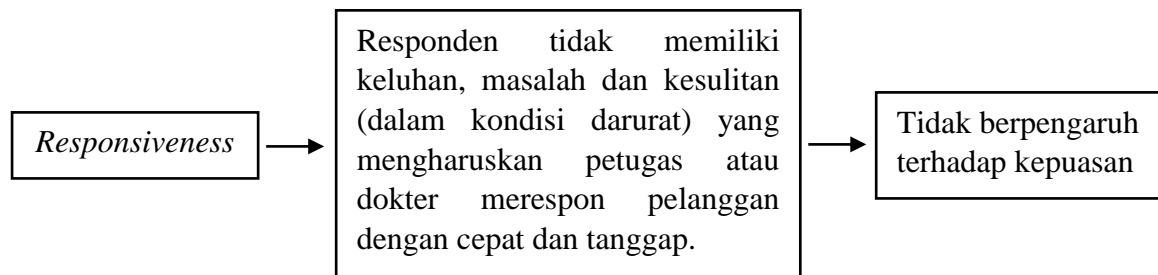 Responsiveness
Responden tidak memiliki
keluhan, masalah dan kesulitan
(dalam kondisi darurat) yang
mengharuskan petugas atau
dokter merespon pelanggan
dengan cepat dan tanggap.
Tidak berpengaruh
terhadap kepuasan